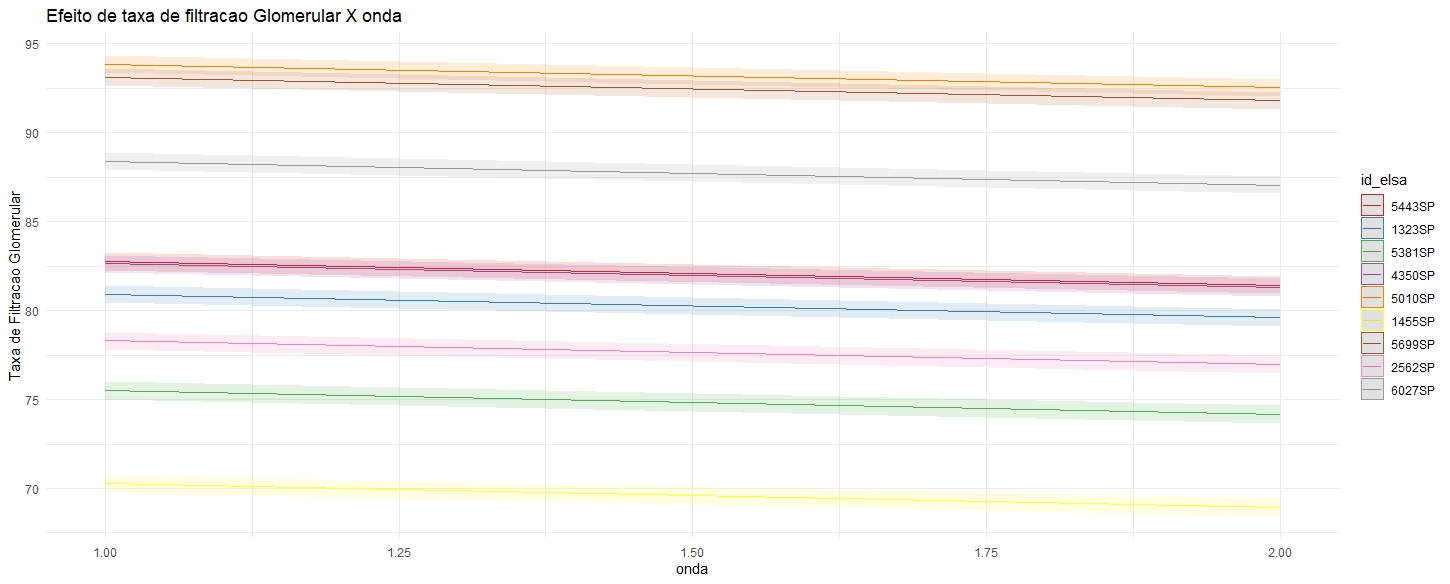 Efeito de taxa de filtracao Glomerular X onda
Taxa de Filtracao Glomerular
95
90
85
80
75
70
1.00
1.25
1.50
1.75
2.00
onda
id_elsa
5443SP
1323SP
5381SP
4350SP
5010SP
1455SP
5699SP
2562SP
6027SP